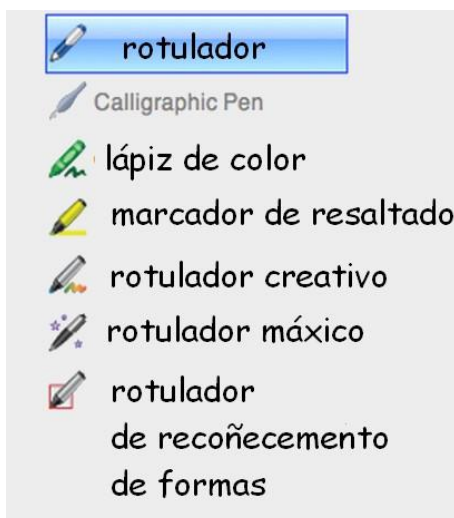 rotulador
Calligraphic Pen
lápiz de color
marcador de resaltado
rotulador creativo
rotulador máxico
rotulador
de recoñecemento
de formas